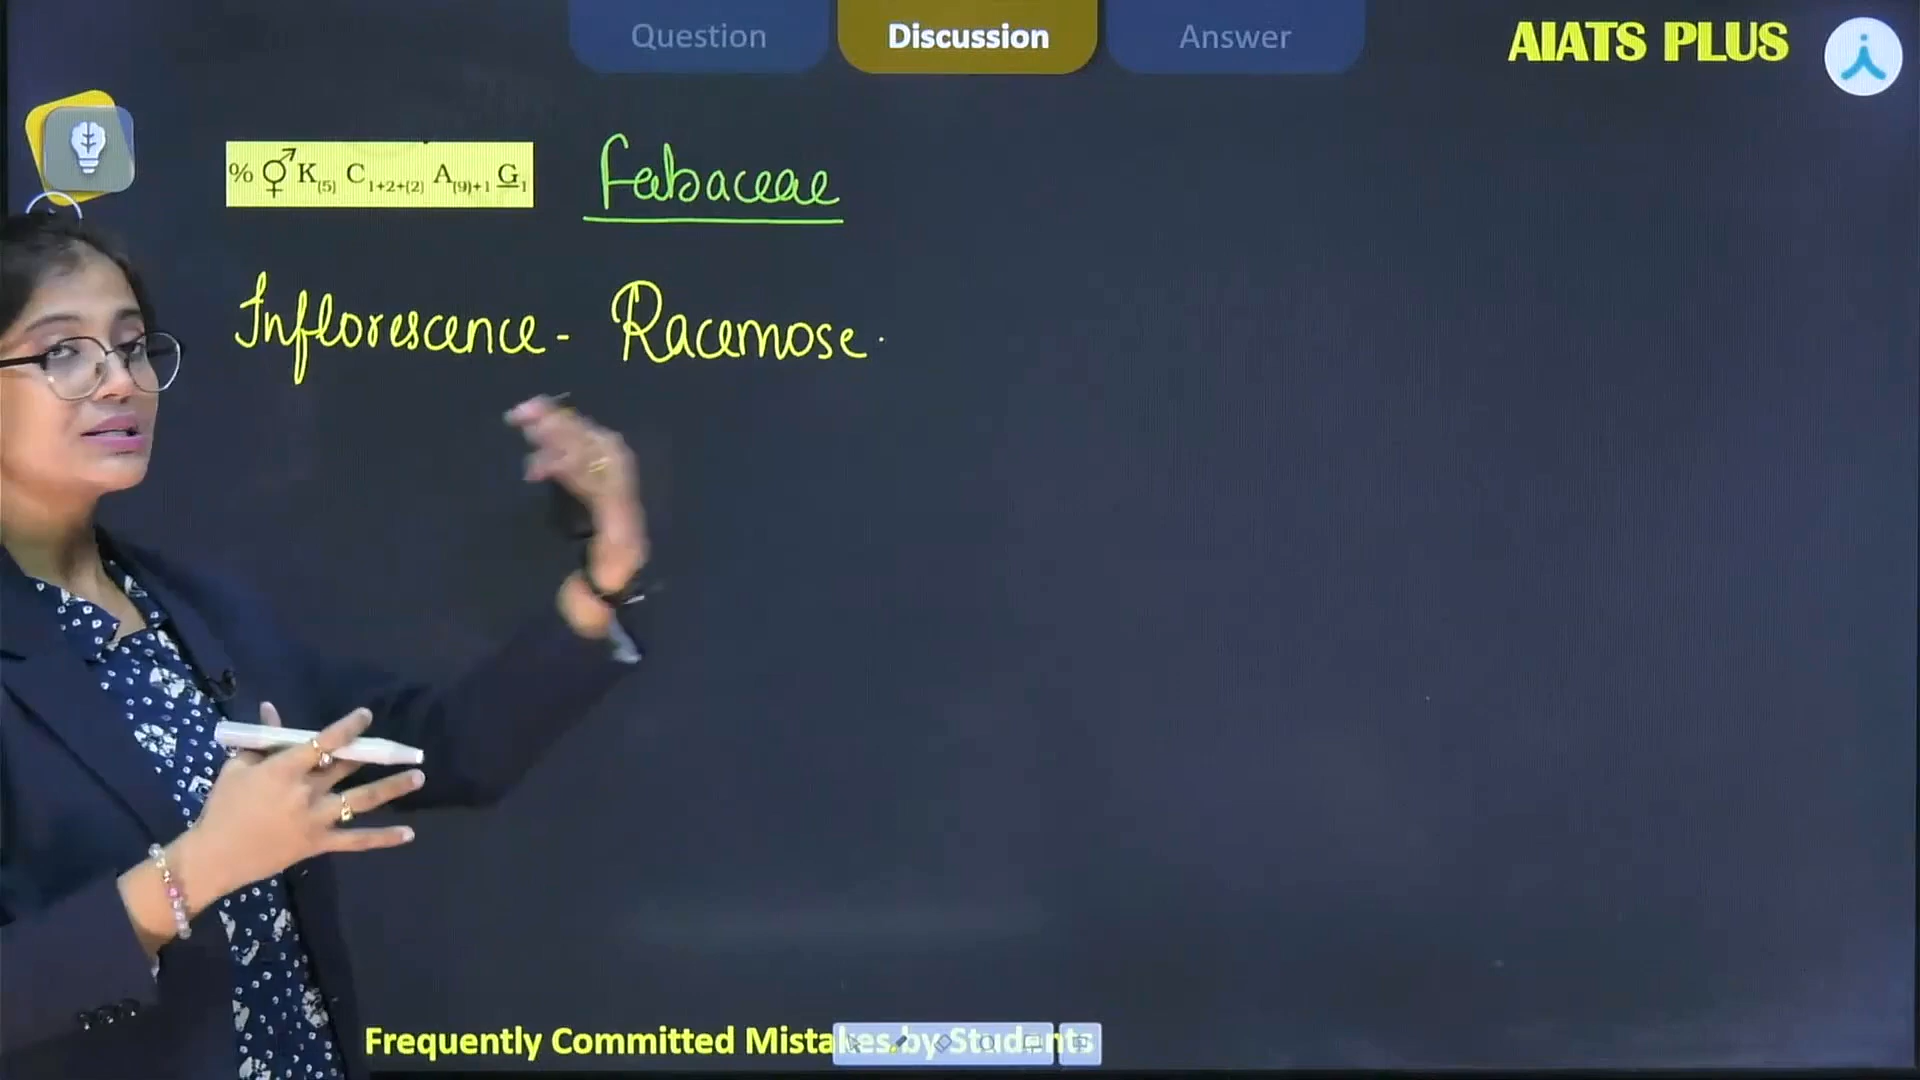 Question Discussion Answer AIATS PLUS
% ⚥ K(5) C1+2+(2) A(9)+1 G1 Fabaceae
Inflorescence - Racemose.
Frequently Committed Mistakes by Students